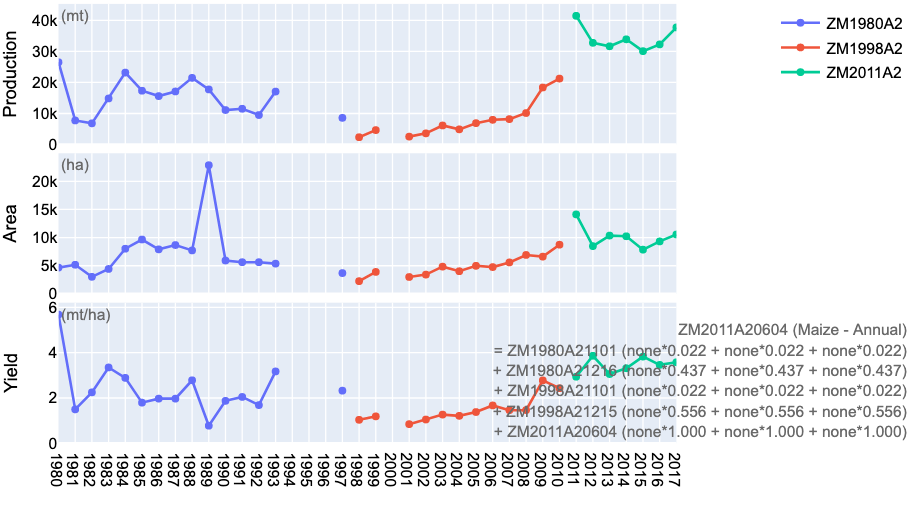 (mt)
40k
30k
20k
10k
0
Production
ZM1980A2
ZM1998A2
ZM2011A2
(ha)
20k
15k
10k
5k
0
Area
(mt/ha)
6
4
2
0
Yield
ZM2011A20604 (Maize - Annual)
= ZM1980A21101 (none*0.022 + none*0.022 + none*0.022)
+ ZM1980A21216 (none*0.437 + none*0.437 + none*0.437)
+ ZM1998A21101 (none*0.022 + none*0.022 + none*0.022)
+ ZM1998A21215 (none*0.556 + none*0.556 + none*0.556)
+ ZM2011A20604 (none*1.000 + none*1.000 + none*1.000)
1980
1981
1982
1983
1984
1985
1986
1987
1988
1989
1990
1991
1992
1993
1994
1995
1996
1997
1998
1999
2000
2001
2002
2003
2004
2005
2006
2007
2008
2009
2010
2011
2012
2013
2014
2015
2016
2017